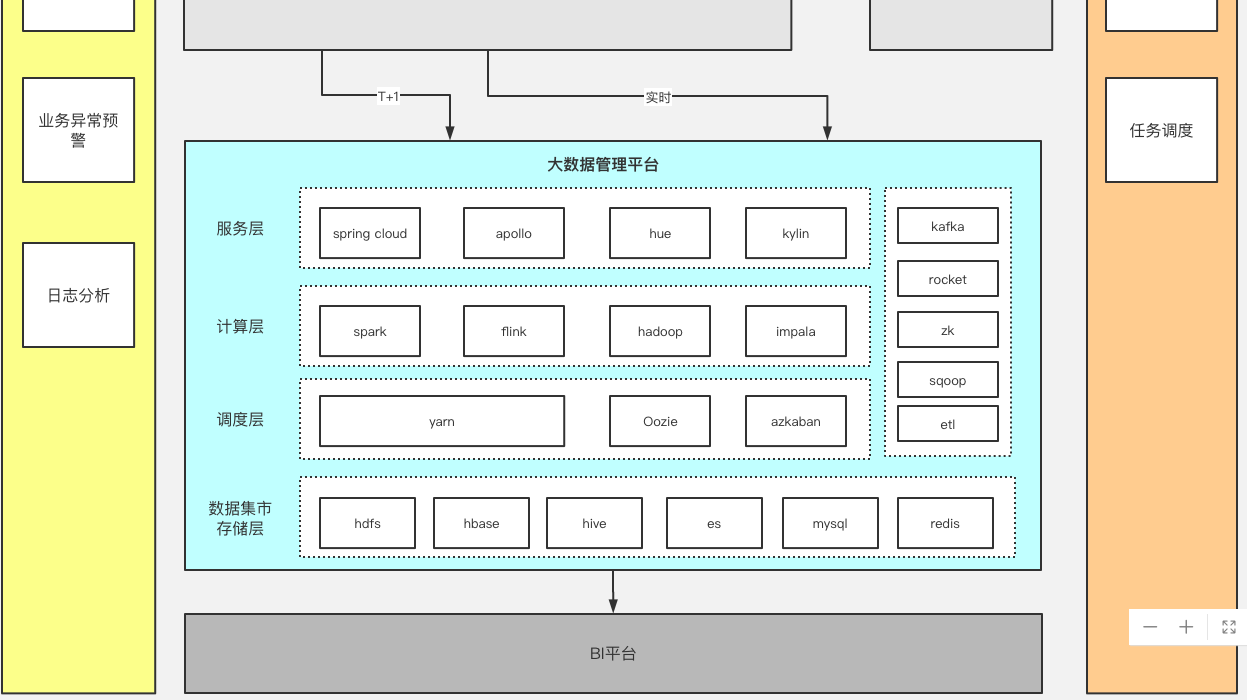 T+1
实时
业务异常预
警
任务调度
大数据管理平台
服务层
spring cloud
apollo
hue
kylin
kafka
rocket
zk
sqoop
etl
日志分析
计算层
spark
flink
hadoop
impala
调度层
yarn
Oozie
azkaban
数据集市
存储层
hdfs
hbase
hive
es
mysql
redis
BI平台